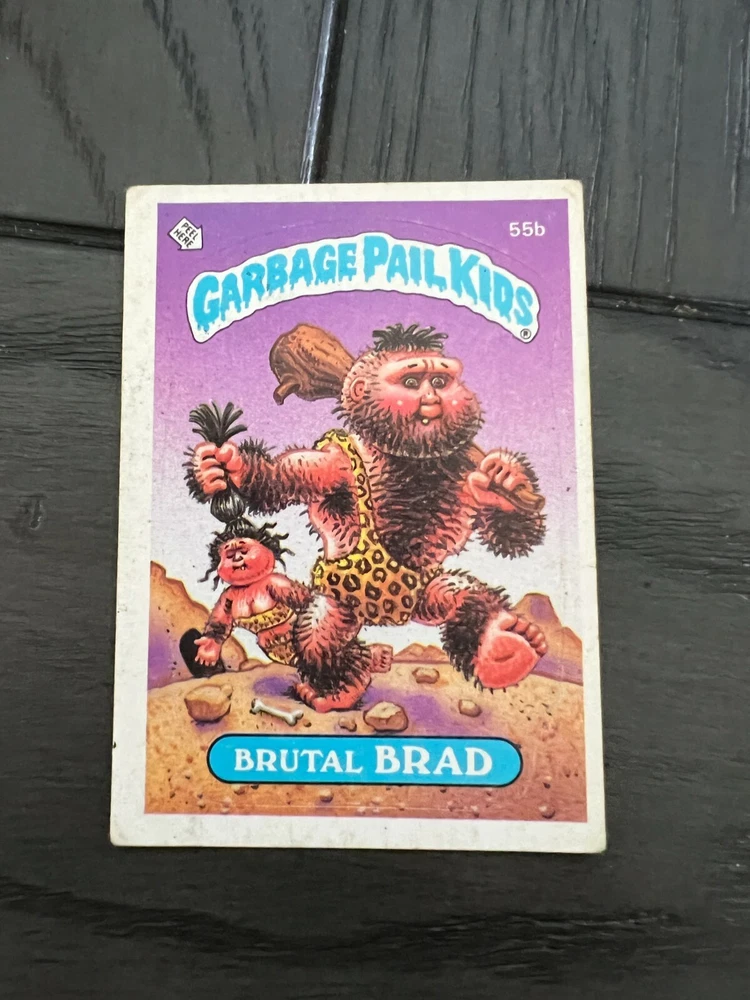 PEEL
HERE
55b
GARBAGE PAIL KIDS
®
BRUTAL BRAD